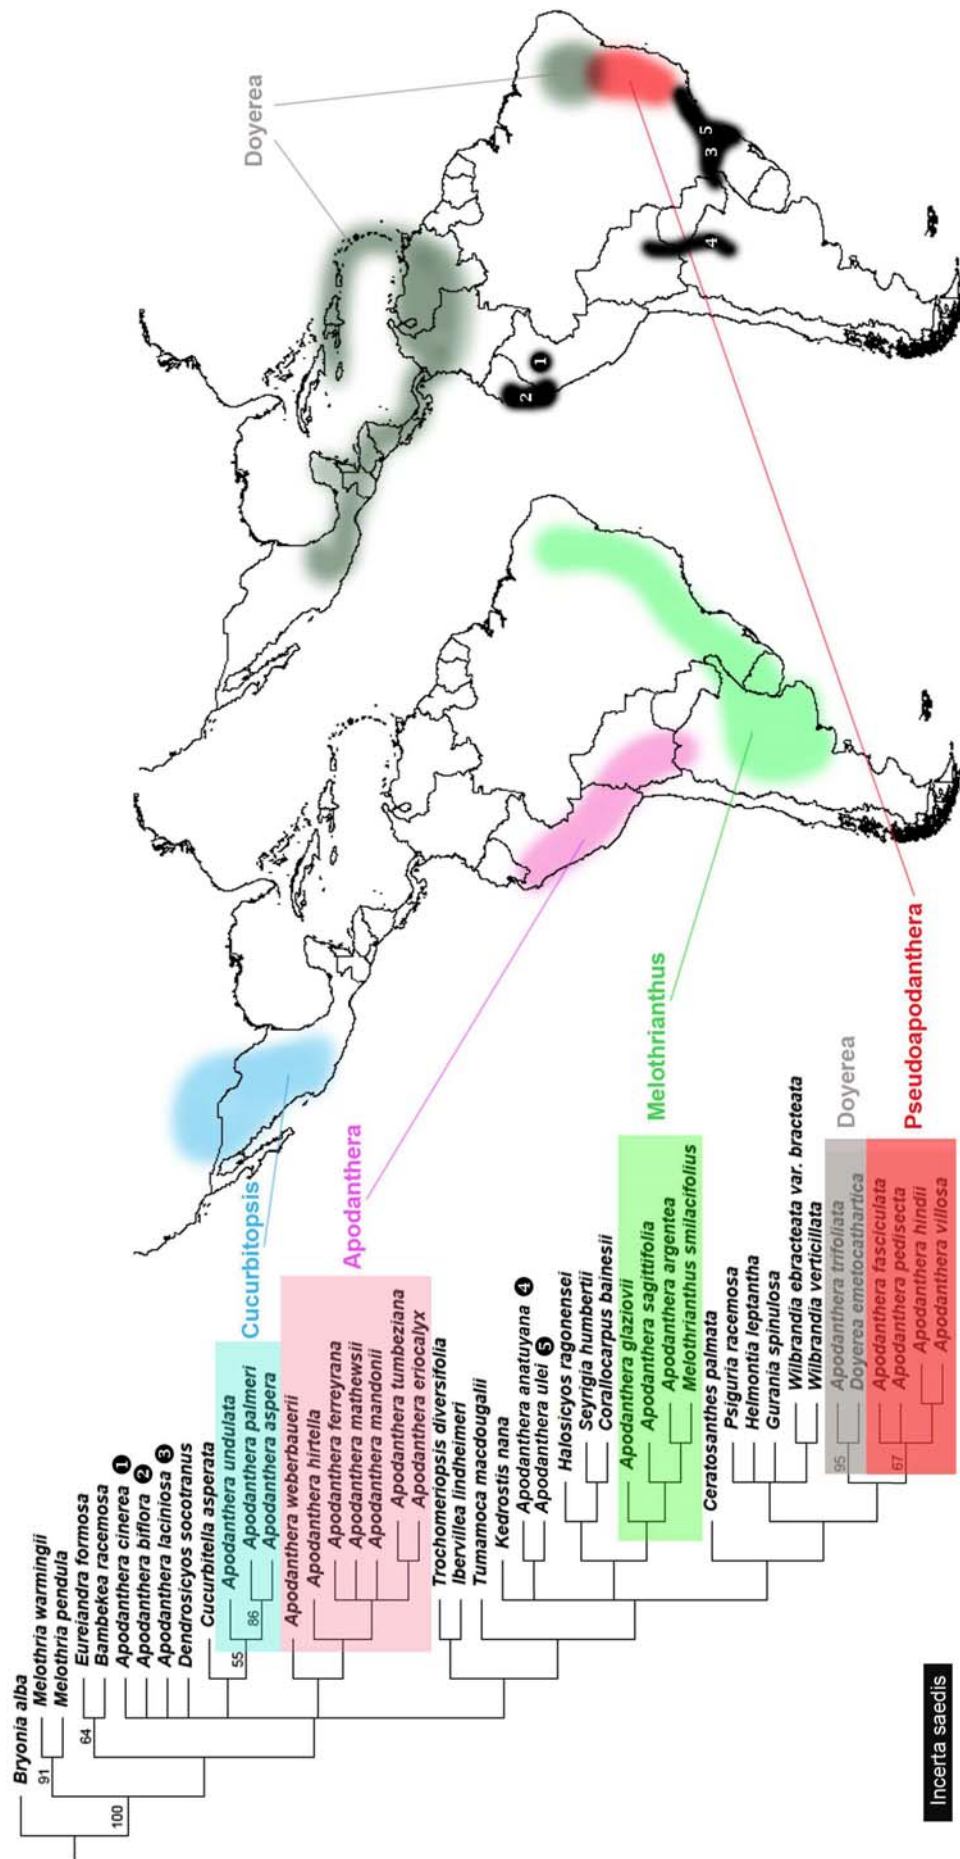 Bryonia alba
Melothria warmingii
Melothria pendula
Eureiandra formosa
Bambekea racemosa
Apodanthera cinerea 1
Apodanthera biflora 2
Apodanthera laciniosa 3
Dendrosicyos socotranus
Cucurbitella asperata
Apodanthera undulata
Apodanthera palmeri
Apodanthera aspera
Apodanthera weberbauerii
Apodanthera hirtella
Apodanthera ferreyrana
Apodanthera mathewsii
Apodanthera mandonii
Apodanthera tumbeziana
Apodanthera eriocalyx
Trochomeriopsis diversifolia
Ibervillea lindheimeri
Tumamoca macdougalii
Kedrostis nana
Apodanthera anatuyana 4
Apodanthera ulei 5
Halosicyos ragonensei
Seyrigia humbertii
Corallocarpus bainesii
Apodanthera glaziovii
Apodanthera sagittifolia
Apodanthera argentea
Melothrianthus smilacifolius
Ceratosanthes palmata
Psiguria racemosa
Helmontia leptantha
Gurania spinulosa
Wilbrandia ebracteata var. bracteata
Wilbrandia verticillata
Apodanthera trifoliata
Doyerea emetocathartica
Apodanthera fasciculata
Apodanthera pedisecta
Apodanthera hindii
Apodanthera villosa
100
91
64
55
86
95
67
Cucurbitopsis
Apodanthera
Melothrianthus
Doyerea
Pseudoapodanthera
Doyerea
1
2
3
5
4
Incerta saedis